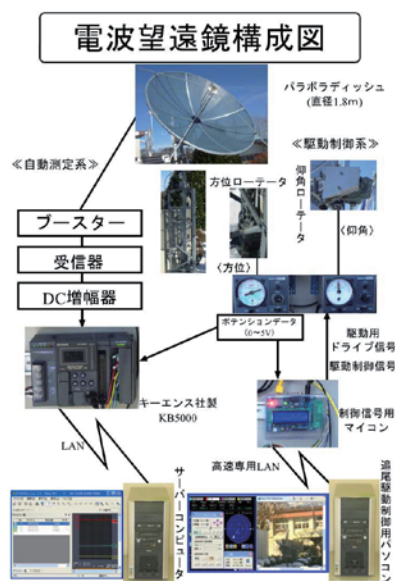 電波望遠鏡構成図
パラボラディッシュ
(直径1.8m)
≪自動測定系≫
≪駆動制御系≫
方位ローテータ
仰角ローテータ
ブースター
受信器
DC増幅器
〈方位〉
〈仰角〉
ポテンションデータ
(0~5V)
駆動用
ドライブ信号
駆動制御信号
キーエンス社製
KB5000
制御信号用
マイコン
LAN
高速専用LAN
サーバーコンピュータ
追尾駆動制御用パソコン